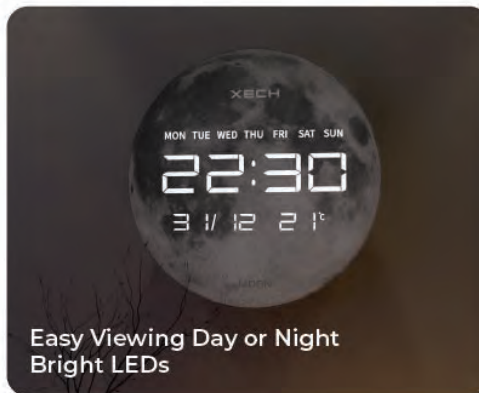 XECH
MON TUE WED THU FRI SAT SUN
22:30
31/12 21°c
MOON
Easy Viewing Day or Night
Bright LEDs